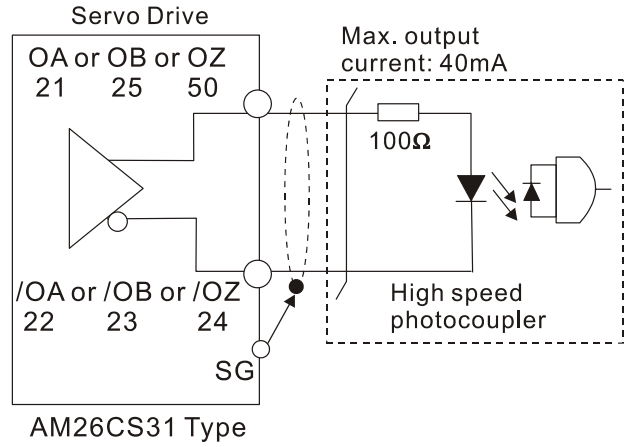 Servo Drive
OA or OB or OZ
21 25 50
Max. output
current: 40mA
100Ω
/OA or /OB or /OZ
22 23 24
High speed
photocoupler
SG
AM26CS31 Type